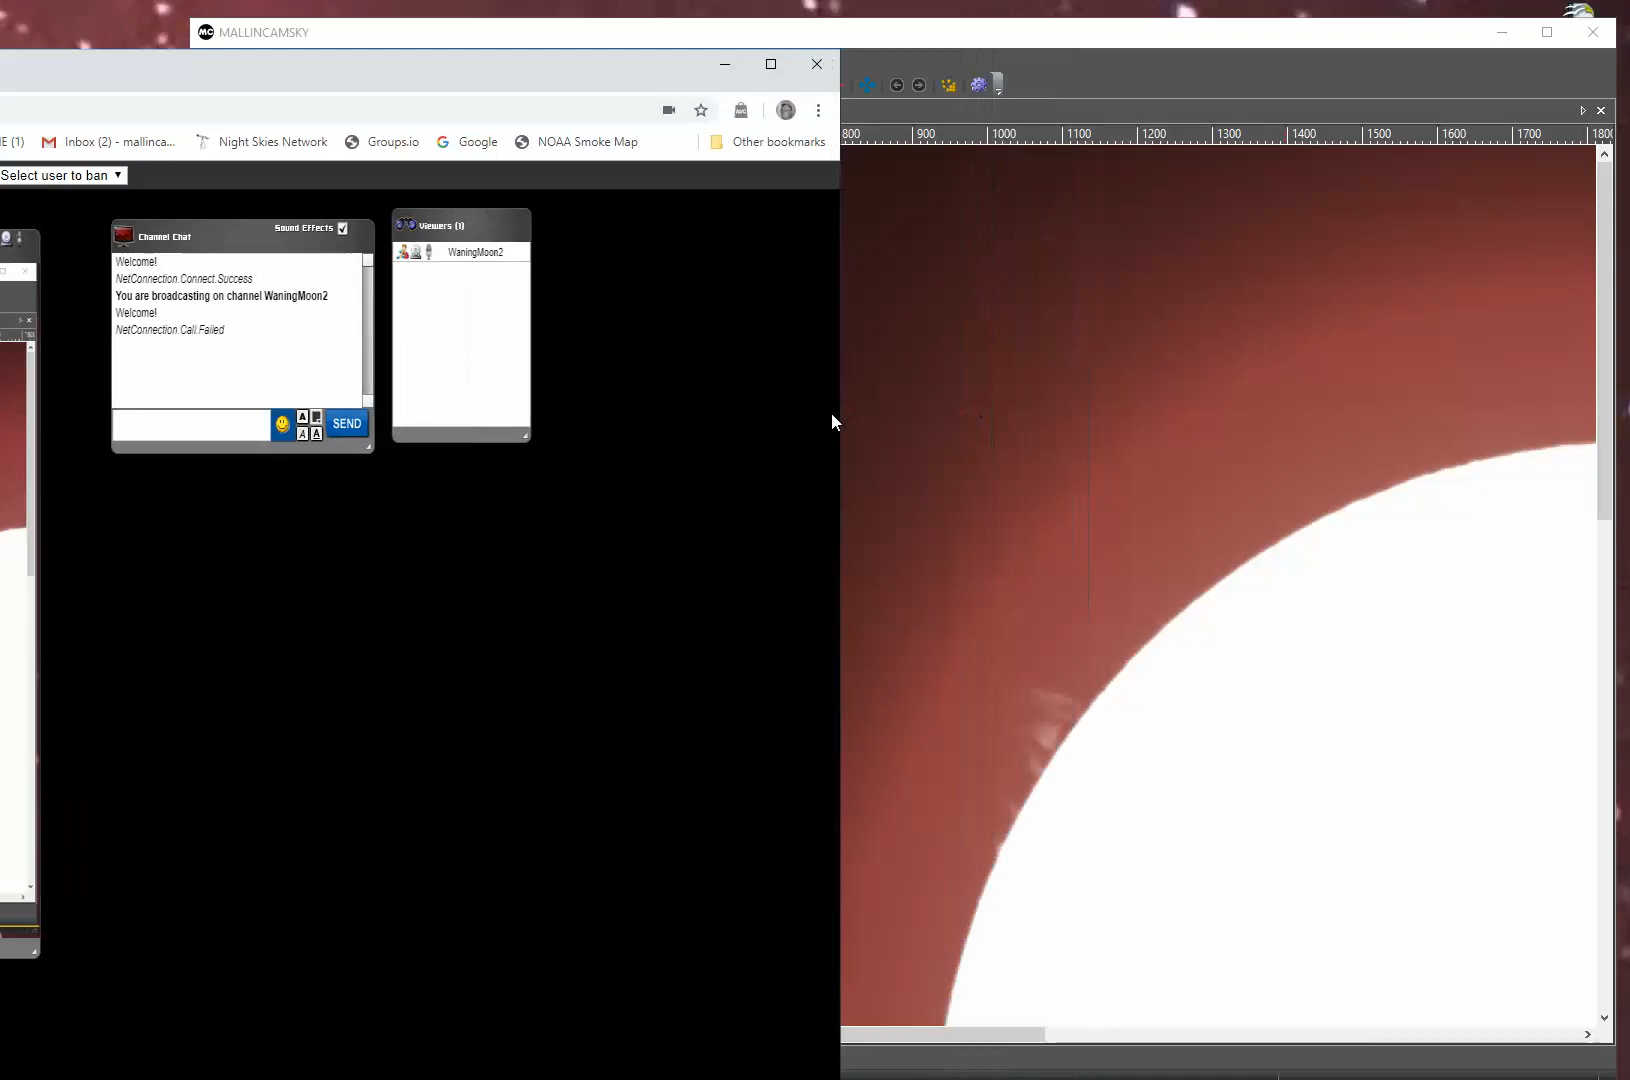 MALLINCAMSKY
E (1)
Inbox (2) - mallinca...
Night Skies Network
Groups.io
Google
NOAA Smoke Map
Other bookmarks
800 900 1000 1100 1200 1300 1400 1500 1600 1700 1800
Select user to ban
Channel Chat
Sound Effects
Welcome!
NetConnection.Connect.Success
You are broadcasting on channel WaningMoon2
Welcome!
NetConnection.Call.Failed
SEND
Viewers (1)
WaningMoon2